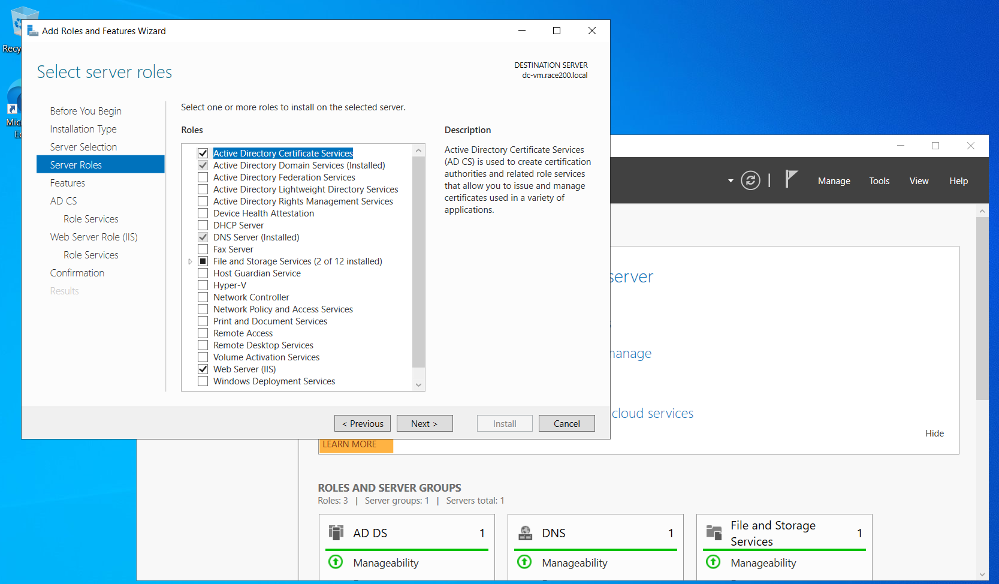 Recy
Mic
Ec
Add Roles and Features Wizard
Select server roles
DESTINATION SERVER
dc-vm.race200.local
Before You Begin
Installation Type
Server Selection
Server Roles
Features
AD CS
Role Services
Web Server Role (IIS)
Role Services
Confirmation
Results
Select one or more roles to install on the selected server.
Roles
Active Directory Certificate Services
Active Directory Domain Services (Installed)
Active Directory Federation Services
Active Directory Lightweight Directory Services
Active Directory Rights Management Services
Device Health Attestation
DHCP Server
DNS Server (Installed)
Fax Server
File and Storage Services (2 of 12 installed)
Host Guardian Service
Hyper-V
Network Controller
Network Policy and Access Services
Print and Document Services
Remote Access
Remote Desktop Services
Volume Activation Services
Web Server (IIS)
Windows Deployment Services
Description
Active Directory Certificate Services
(AD CS) is used to create certification
authorities and related role services
that allow you to issue and manage
certificates used in a variety of
applications.
< Previous
Next >
Install
Cancel
Manage
Tools
View
Help
server
manage
cloud services
Hide
LEARN MORE
ROLES AND SERVER GROUPS
Roles: 3 | Server groups: 1 | Servers total: 1
AD DS 1
Manageability
DNS 1
Manageability
File and Storage
Services 1
Manageability